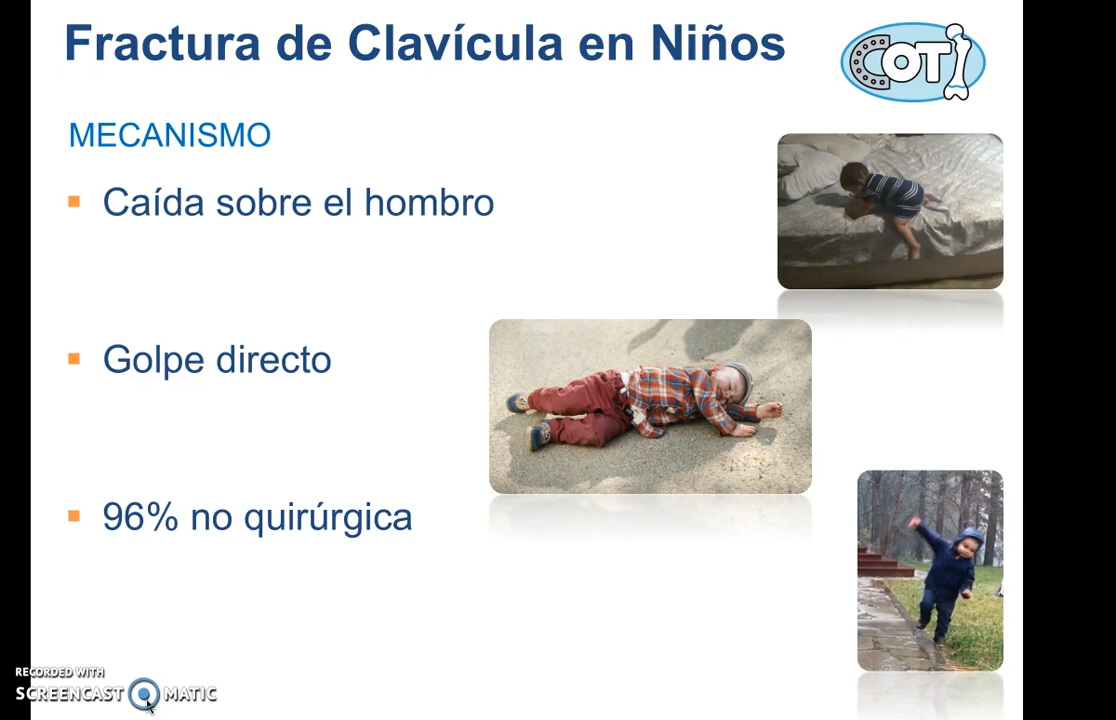 Fractura de Clavícula en Niños
COTI
MECANISMO
▪ Caída sobre el hombro
▪ Golpe directo
▪ 96% no quirúrgica
RECORDED WITH
SCREENCAST MATIC